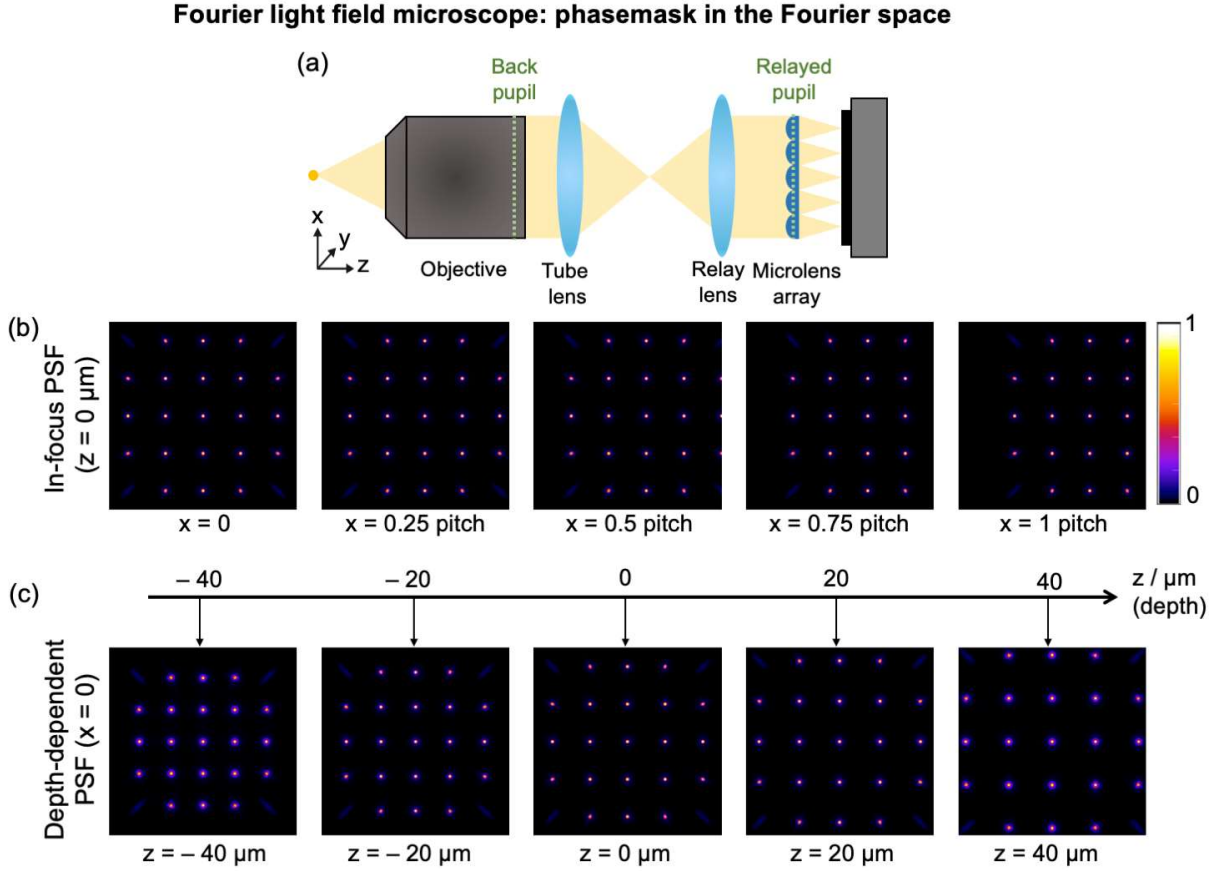 Fourier light field microscope: phasemask in the Fourier space
(a)
Back
pupil
Relayed
pupil
x
y
z
Objective
Tube
lens
Relay
lens
Microlens
array
(b)
In-focus PSF
(z = 0 μm)
1
0
x = 0
x = 0.25 pitch
x = 0.5 pitch
x = 0.75 pitch
x = 1 pitch
(c)
– 40
– 20
0
20
40
z / μm
(depth)
Depth-dependent
PSF (x = 0)
z = – 40 μm
z = – 20 μm
z = 0 μm
z = 20 μm
z = 40 μm